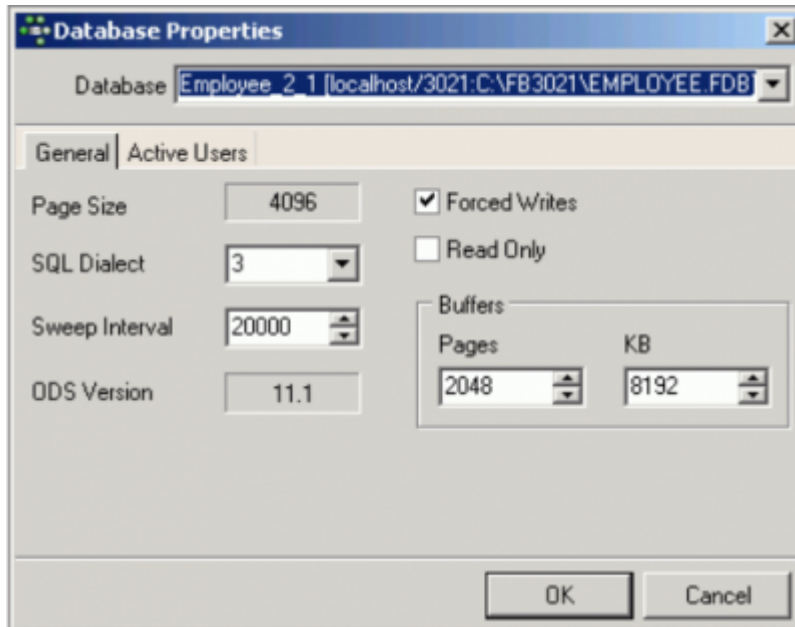 Database Properties
Database Employee_2_1 [localhost/3021:C:\FB3021\EMPLOYEE.FDB]
General Active Users
Page Size 4096
Forced Writes
SQL Dialect 3
Read Only
Sweep Interval 20000
Buffers
Pages KB
2048 8192
ODS Version 11.1
OK Cancel